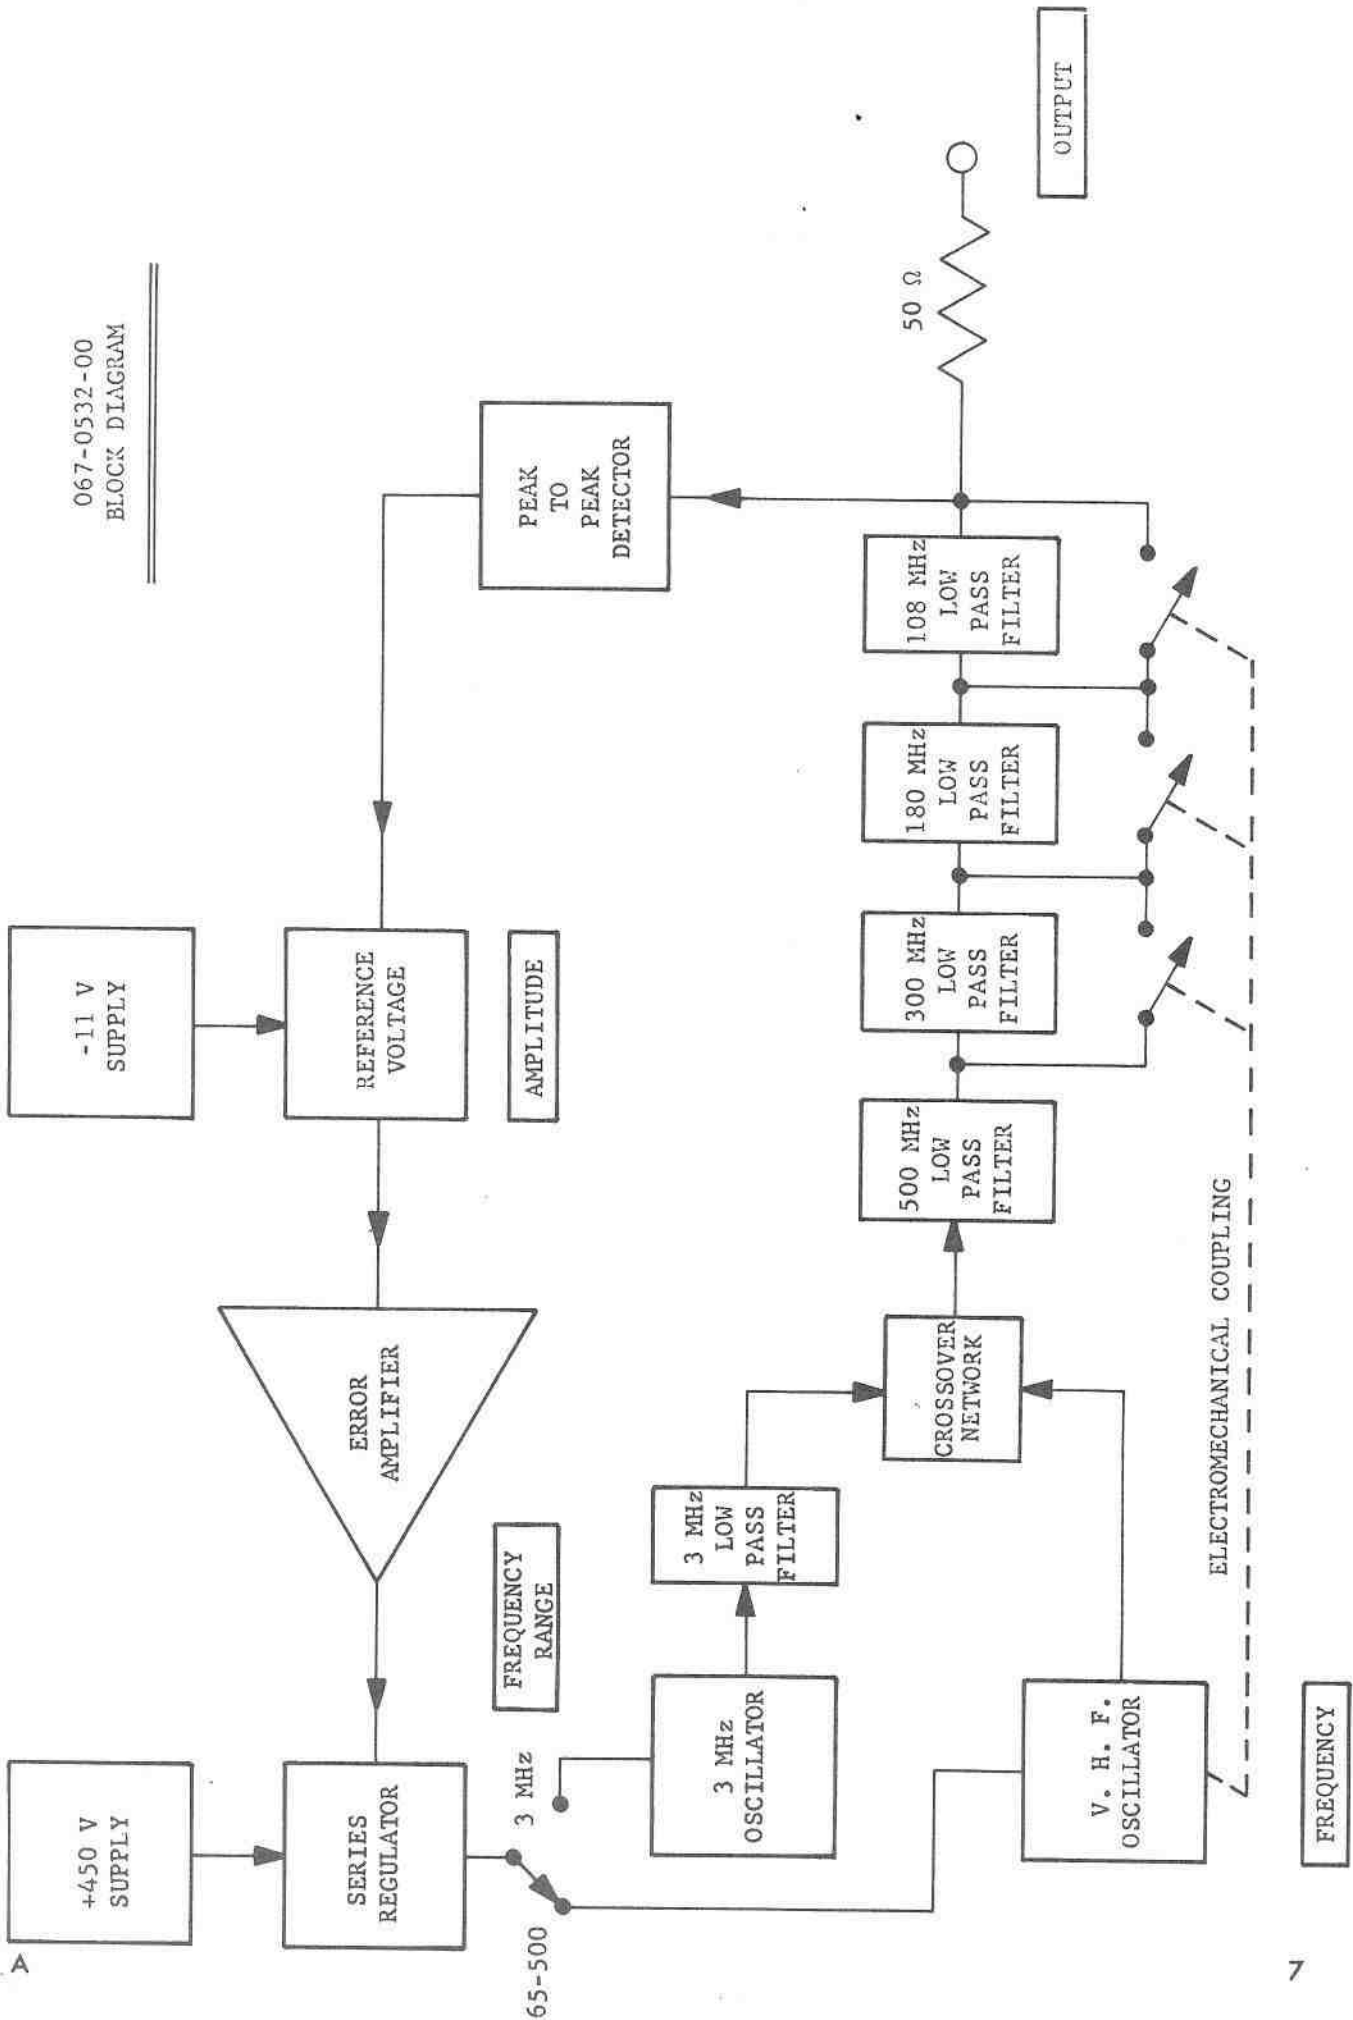 067-0532-00
BLOCK DIAGRAM
+450 V
SUPPLY
-11 V
SUPPLY
SERIES
REGULATOR
ERROR
AMPLIFIER
REFERENCE
VOLTAGE
AMPLITUDE
PEAK
TO
PEAK
DETECTOR
FREQUENCY
RANGE
65-500
3 MHz
3 MHz
OSCILLATOR
3 MHz
LOW
PASS
FILTER
CROSSOVER
NETWORK
500 MHz
LOW
PASS
FILTER
300 MHz
LOW
PASS
FILTER
180 MHz
LOW
PASS
FILTER
108 MHz
LOW
PASS
FILTER
50 Ω
OUTPUT
V. H. F.
OSCILLATOR
ELECTROMECHANICAL COUPLING
FREQUENCY
A
7